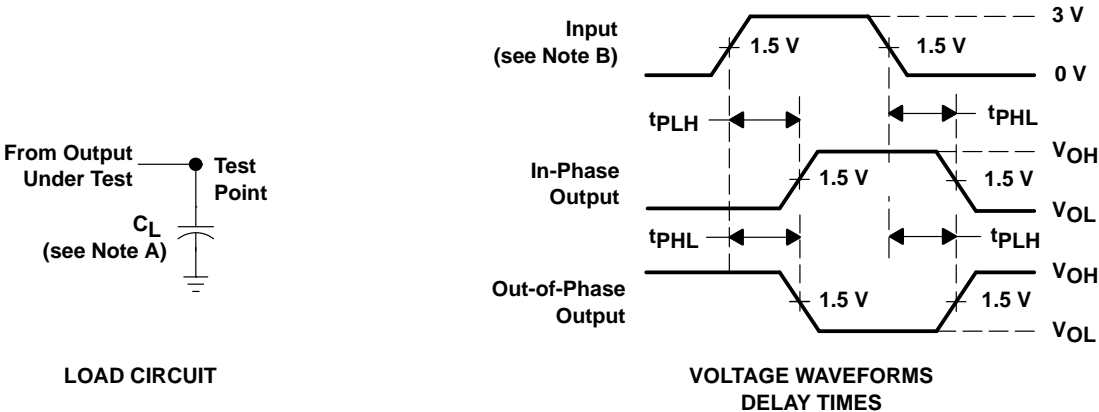 From Output
Under Test
Test
Point
CL
(see Note A)
LOAD CIRCUIT
Input
(see Note B)
1.5 V
1.5 V
3 V
0 V
tPLH
tPHL
In-Phase
Output
1.5 V
1.5 V
VOH
VOL
tPHL
tPLH
Out-of-Phase
Output
1.5 V
1.5 V
VOH
VOL
VOLTAGE WAVEFORMS
DELAY TIMES